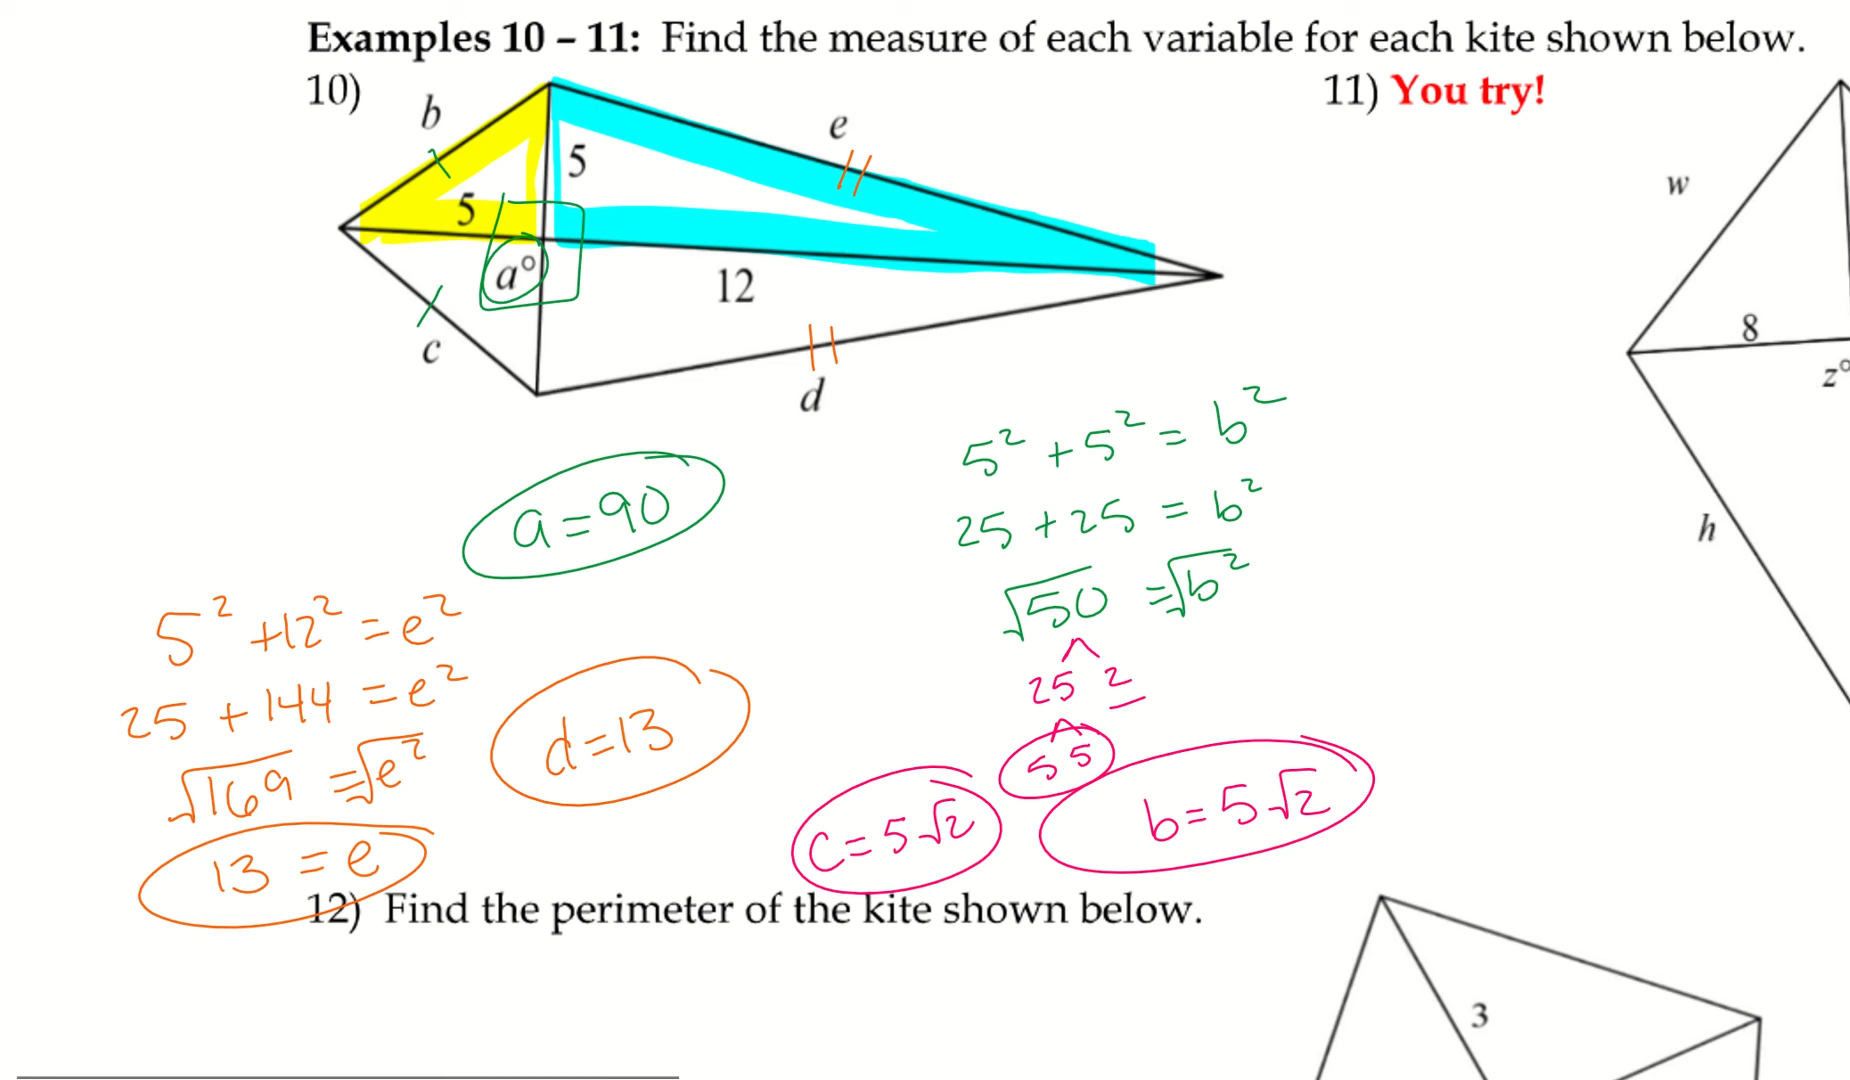 Examples 10 – 11: Find the measure of each variable for each kite shown below.
10)
11) You try!
b
e
5
5
a°
12
c
d
w
8
z°
h
5² + 5² = b²
25 + 25 = b²
√50 = √b²
25 2
5 5
b = 5√2
c = 5√2
a = 90
5² + 12² = e²
25 + 144 = e²
√169 = √e²
13 = e
d = 13
12) Find the perimeter of the kite shown below.
3